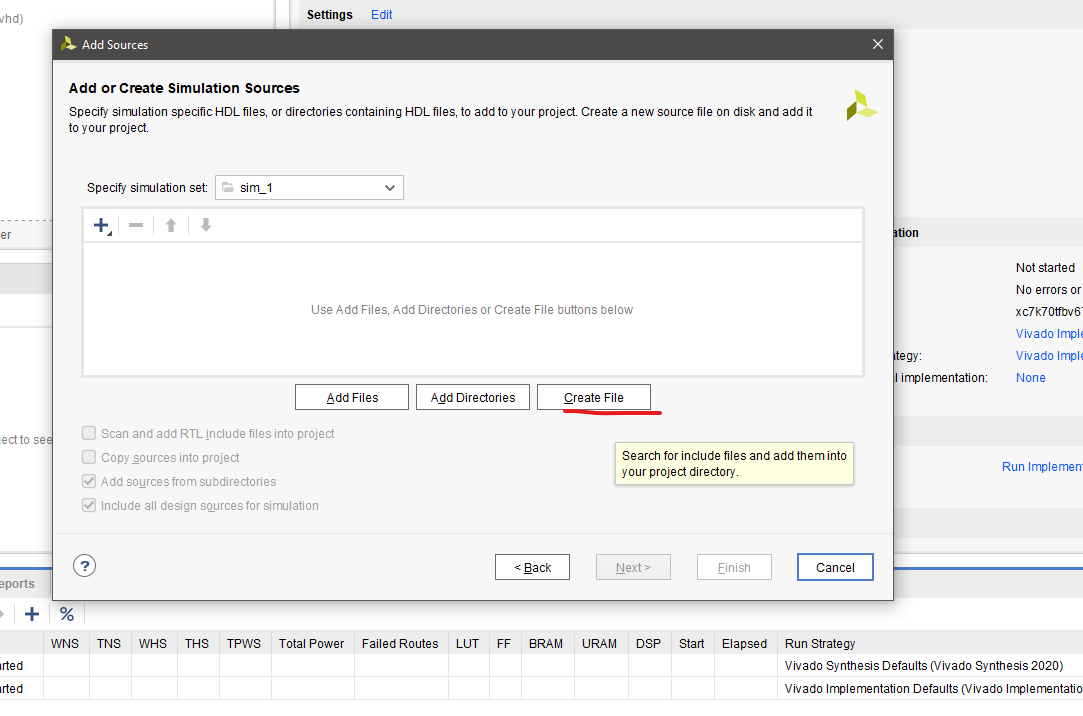 vhd)
Settings Edit
Add Sources
Add or Create Simulation Sources
Specify simulation specific HDL files, or directories containing HDL files, to add to your project. Create a new source file on disk and add it
to your project.
Specify simulation set: sim_1
er
ation
Use Add Files, Add Directories or Create File buttons below
Not started
No errors or
xc7k70tfbv67
Vivado Imple
ategy: Vivado Imple
l implementation: None
Add Files Add Directories Create File
Scan and add RTL include files into project
ject to see
Copy sources into project
Add sources from subdirectories
Include all design sources for simulation
Search for include files and add them into
your project directory.
Run Implemen
? < Back Next > Finish Cancel
eports
%
WNS TNS WHS THS TPWS Total Power Failed Routes LUT FF BRAM URAM DSP Start Elapsed Run Strategy
arted Vivado Synthesis Defaults (Vivado Synthesis 2020)
arted Vivado Implementation Defaults (Vivado Implementatio